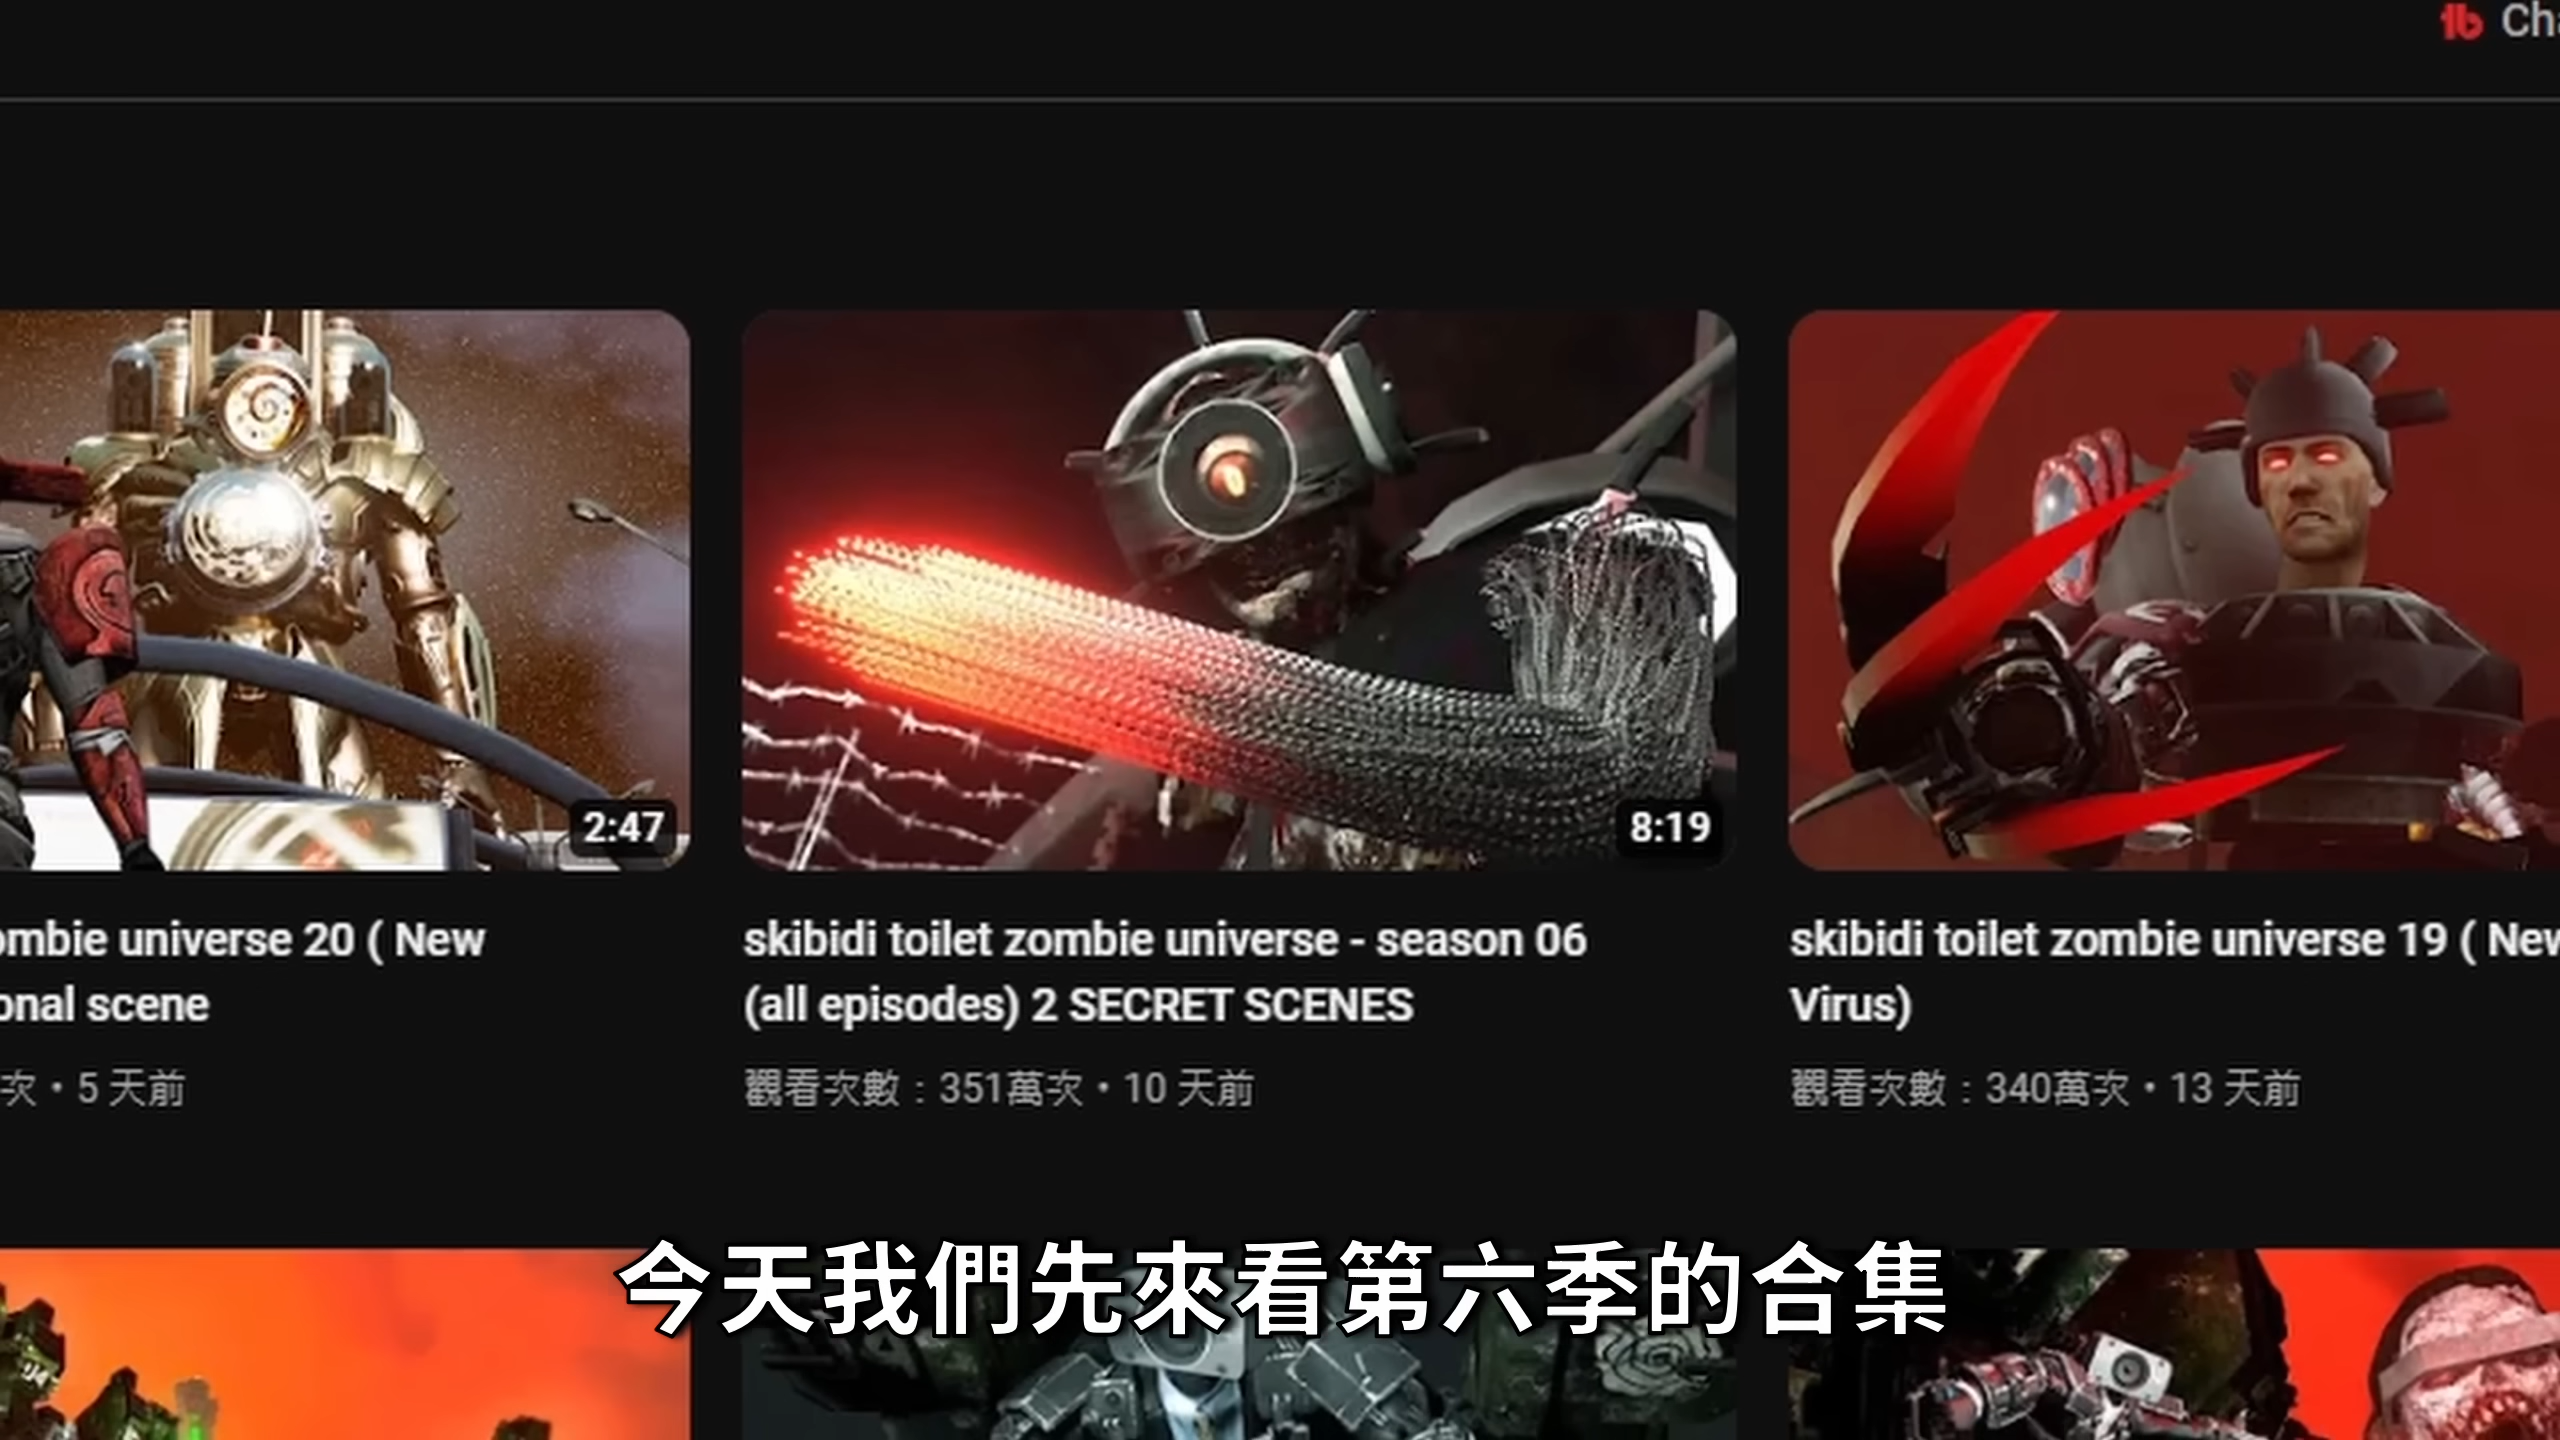 Ch
2:47
8:19
ombie universe 20 ( New
onal scene
次・5 天前
skibidi toilet zombie universe - season 06
(all episodes) 2 SECRET SCENES
觀看次數：351萬次・10 天前
skibidi toilet zombie universe 19 ( New
Virus)
觀看次數：340萬次・13 天前
今天我們先來看第六季的合集